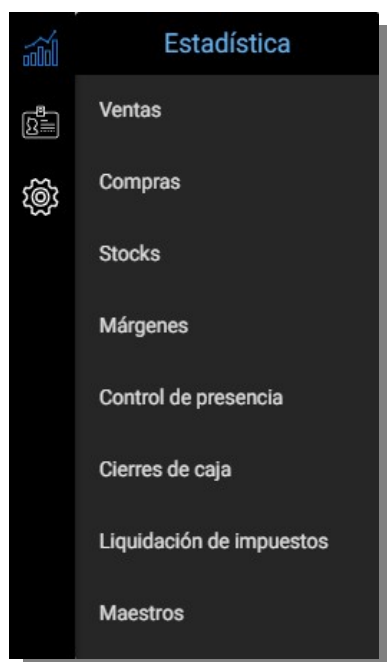 Estadística
Ventas
Compras
Stocks
Márgenes
Control de presencia
Cierres de caja
Liquidación de impuestos
Maestros